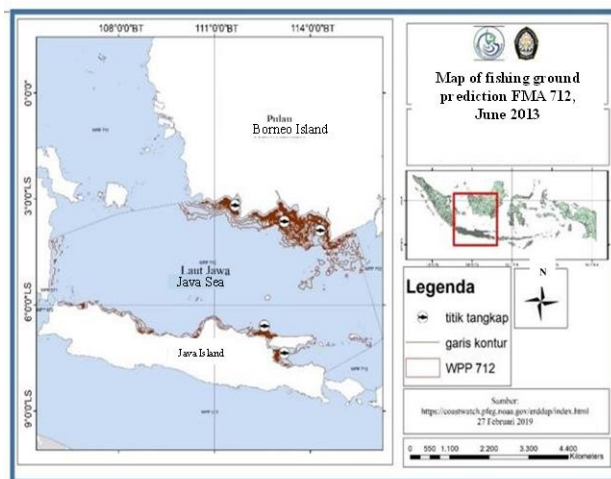 108°0'0"BT
111°0'0"BT
114°0'0"BT
0°0'0"
3°0'0"LS
6°0'0"LS
9°0'0"LS
Pulau
Borneo Island
Laut Jawa
Java Sea
Java Island
Map of fishing ground
prediction FMA 712,
June 2013
N
Legenda
titik tangkap
garis kontur
WPP 712
Sumber:
https://coastwatch.pfeg.noaa.gov/erddap/index.html
27 Februari 2019
0 550 1.100 2.200 3.300 4.400
Kilometers